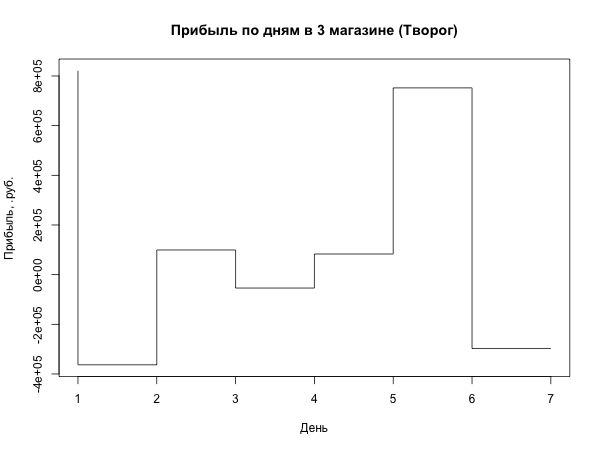 Прибыль по дням в 3 магазине (Творог)
Прибыль, .руб.
8e+05
6e+05
4e+05
2e+05
0e+00
-2e+05
-4e+05
1 2 3 4 5 6 7
День